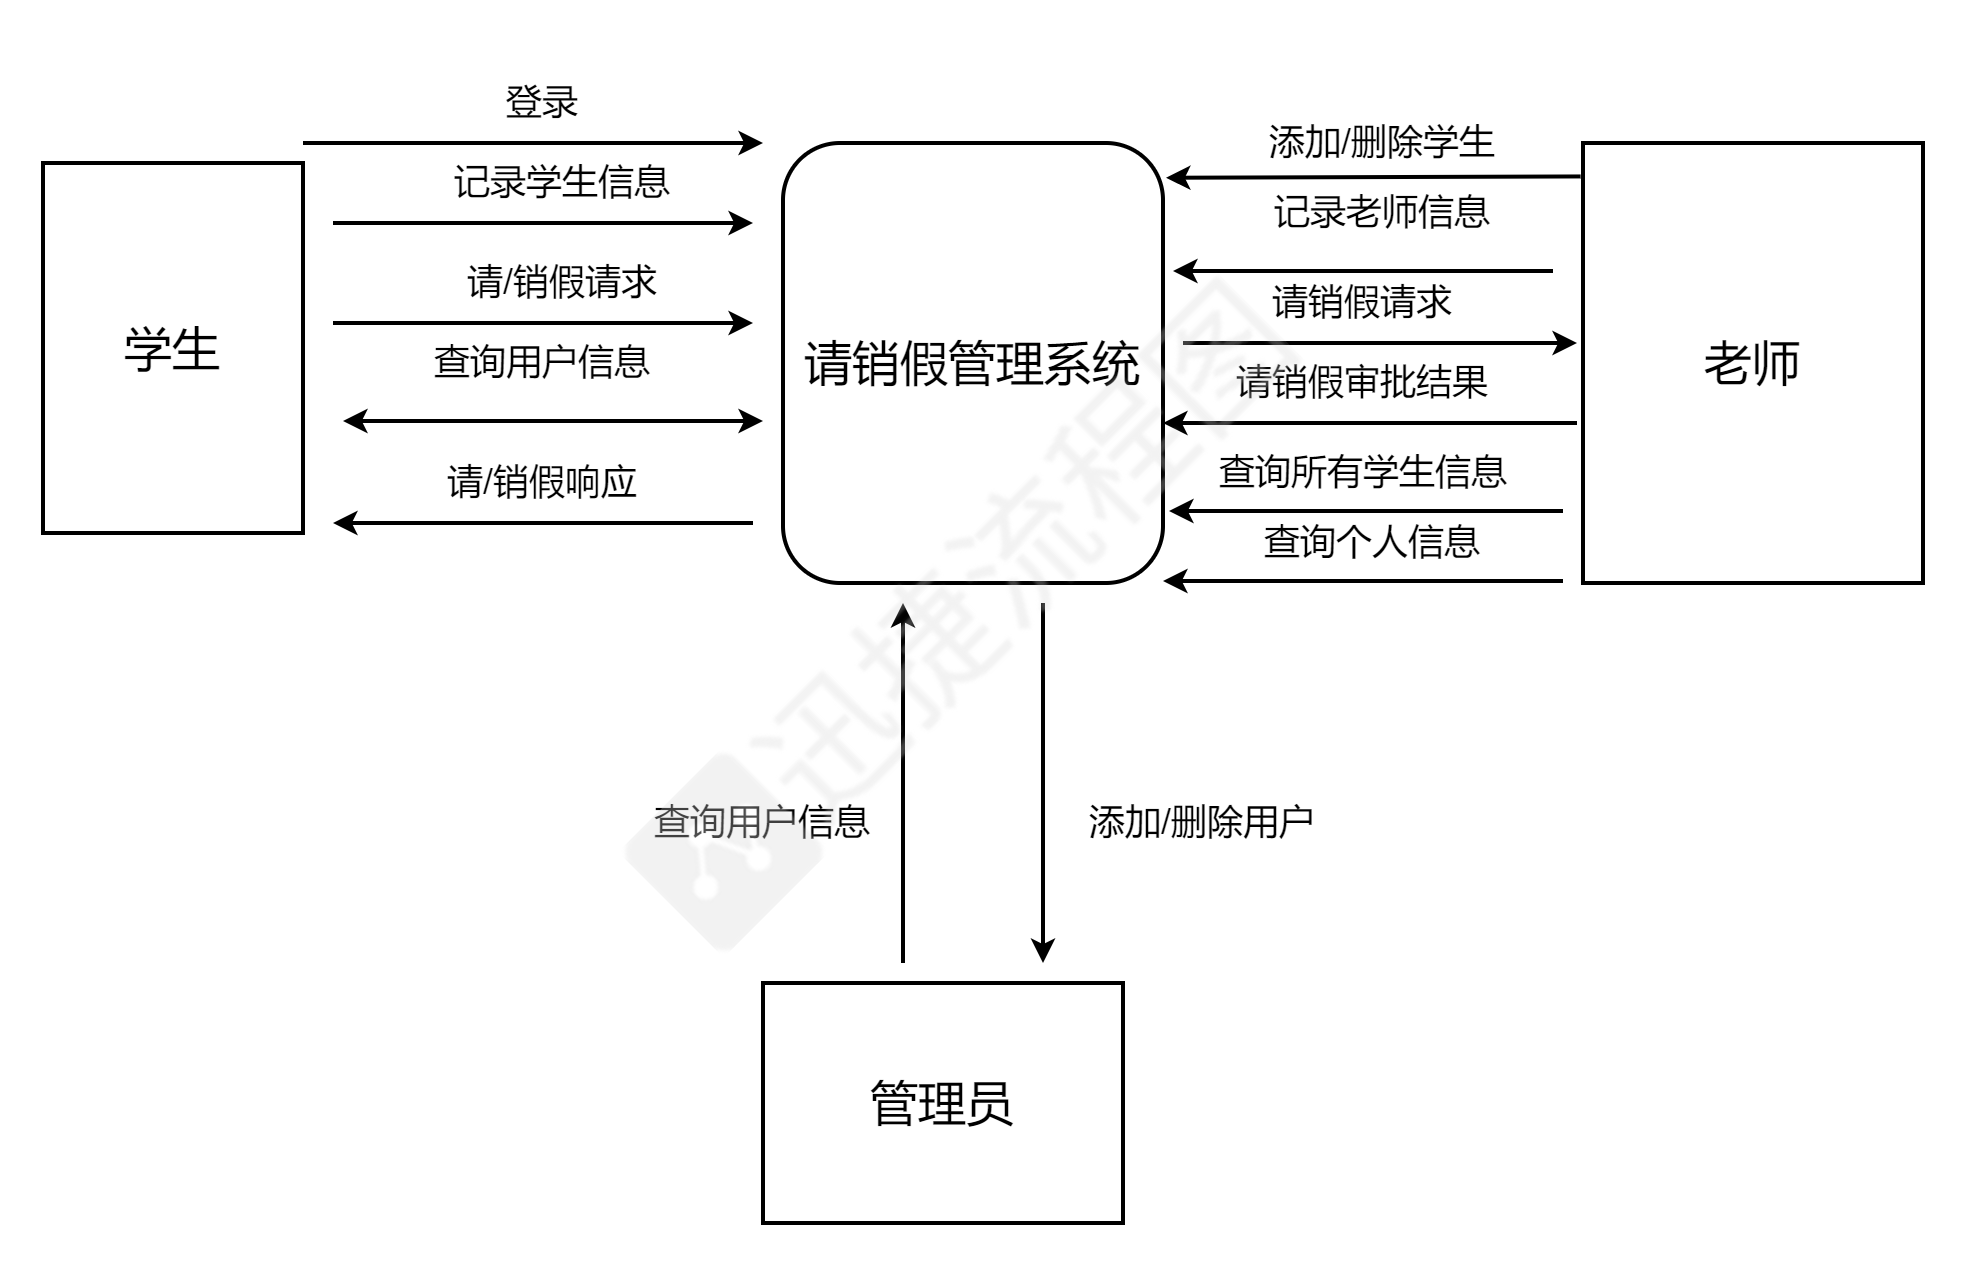 登录
记录学生信息
请/销假请求
查询用户信息
请/销假响应
学生
请销假管理系统
添加/删除学生
记录老师信息
请销假请求
请销假审批结果
查询所有学生信息
查询个人信息
老师
查询用户信息
添加/删除用户
管理员
迅捷流程图